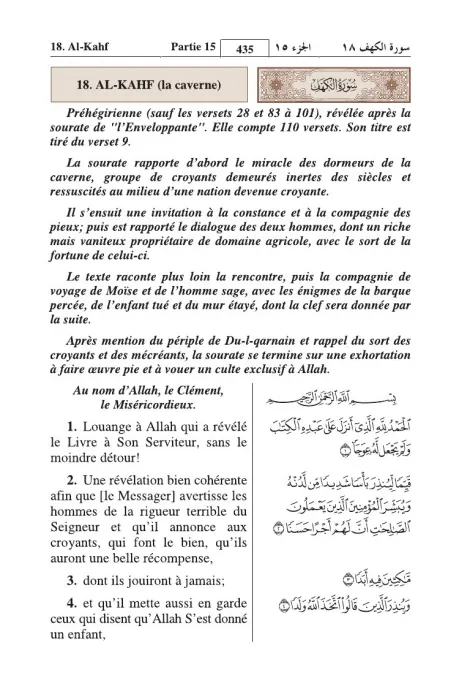 18. Al-Kahf Partie 15 435 الجزء ١٥ سورة الكهف ١٨
18. AL-KAHF (la caverne) سُورَةُ الكَهْفِ
Préhégirienne (sauf les versets 28 et 83 à 101), révélée après la
sourate de "l’Enveloppante". Elle compte 110 versets. Son titre est
tiré du verset 9.
La sourate rapporte d’abord le miracle des dormeurs de la
caverne, groupe de croyants demeurés inertes des siècles et
ressuscités au milieu d’une nation devenue croyante.
Il s’ensuit une invitation à la constance et à la compagnie des
pieux; puis est rapporté le dialogue des deux hommes, dont un riche
mais vaniteux propriétaire de domaine agricole, avec le sort de la
fortune de celui-ci.
Le texte raconte plus loin la rencontre, puis la compagnie de
voyage de Moïse et de l’homme sage, avec les énigmes de la barque
percée, de l’enfant tué et du mur étayé, dont la clef sera donnée par
la suite.
Après mention du périple de Du-l-qarnain et rappel du sort des
croyants et des mécréants, la sourate se termine sur une exhortation
à faire œuvre pie et à vouer un culte exclusif à Allah.
Au nom d’Allah, le Clément,
le Miséricordieux.
1. Louange à Allah qui a révélé
le Livre à Son Serviteur, sans le
moindre détour!
2. Une révélation bien cohérente
afin que [le Messager] avertisse les
hommes de la rigueur terrible du
Seigneur et qu’il annonce aux
croyants, qui font le bien, qu’ils
auront une belle récompense,
3. dont ils jouiront à jamais;
4. et qu’il mette aussi en garde
ceux qui disent qu’Allah S’est donné
un enfant,
بِسْمِ ٱللَّهِ ٱلرَّحْمَٰنِ ٱلرَّحِيمِ
ٱلْحَمْدُ لِلَّهِ ٱلَّذِىٓ أَنزَلَ عَلَىٰ عَبْدِهِ ٱلْكِتَٰبَ
وَلَمْ يَجْعَل لَّهُۥ عِوَجَاۜ ١
قَيِّمًا لِّيُنذِرَ بَأْسًا شَدِيدًا مِّن لَّدُنْهُ
وَيُبَشِّرَ ٱلْمُؤْمِنِينَ ٱلَّذِينَ يَعْمَلُونَ
ٱلصَّٰلِحَٰتِ أَنَّ لَهُمْ أَجْرًا حَسَنًا ٢
مَّٰكِثِينَ فِيهِ أَبَدًا ٣
وَيُنذِرَ ٱلَّذِينَ قَالُوا۟ ٱتَّخَذَ ٱللَّهُ وَلَدًا ٤